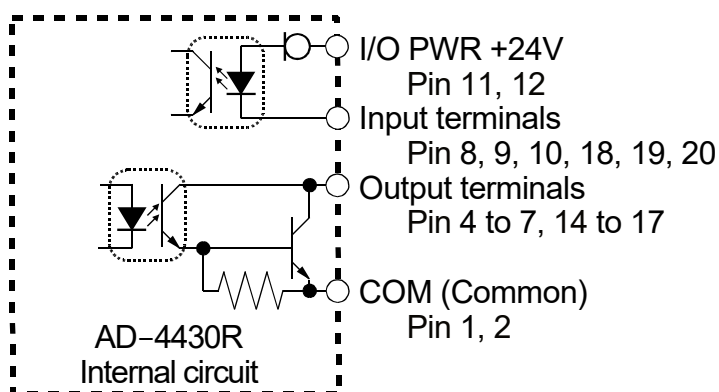 I/O PWR +24V
Pin 11, 12
Input terminals
Pin 8, 9, 10, 18, 19, 20
Output terminals
Pin 4 to 7, 14 to 17
COM (Common)
Pin 1, 2
AD−4430R
Internal circuit